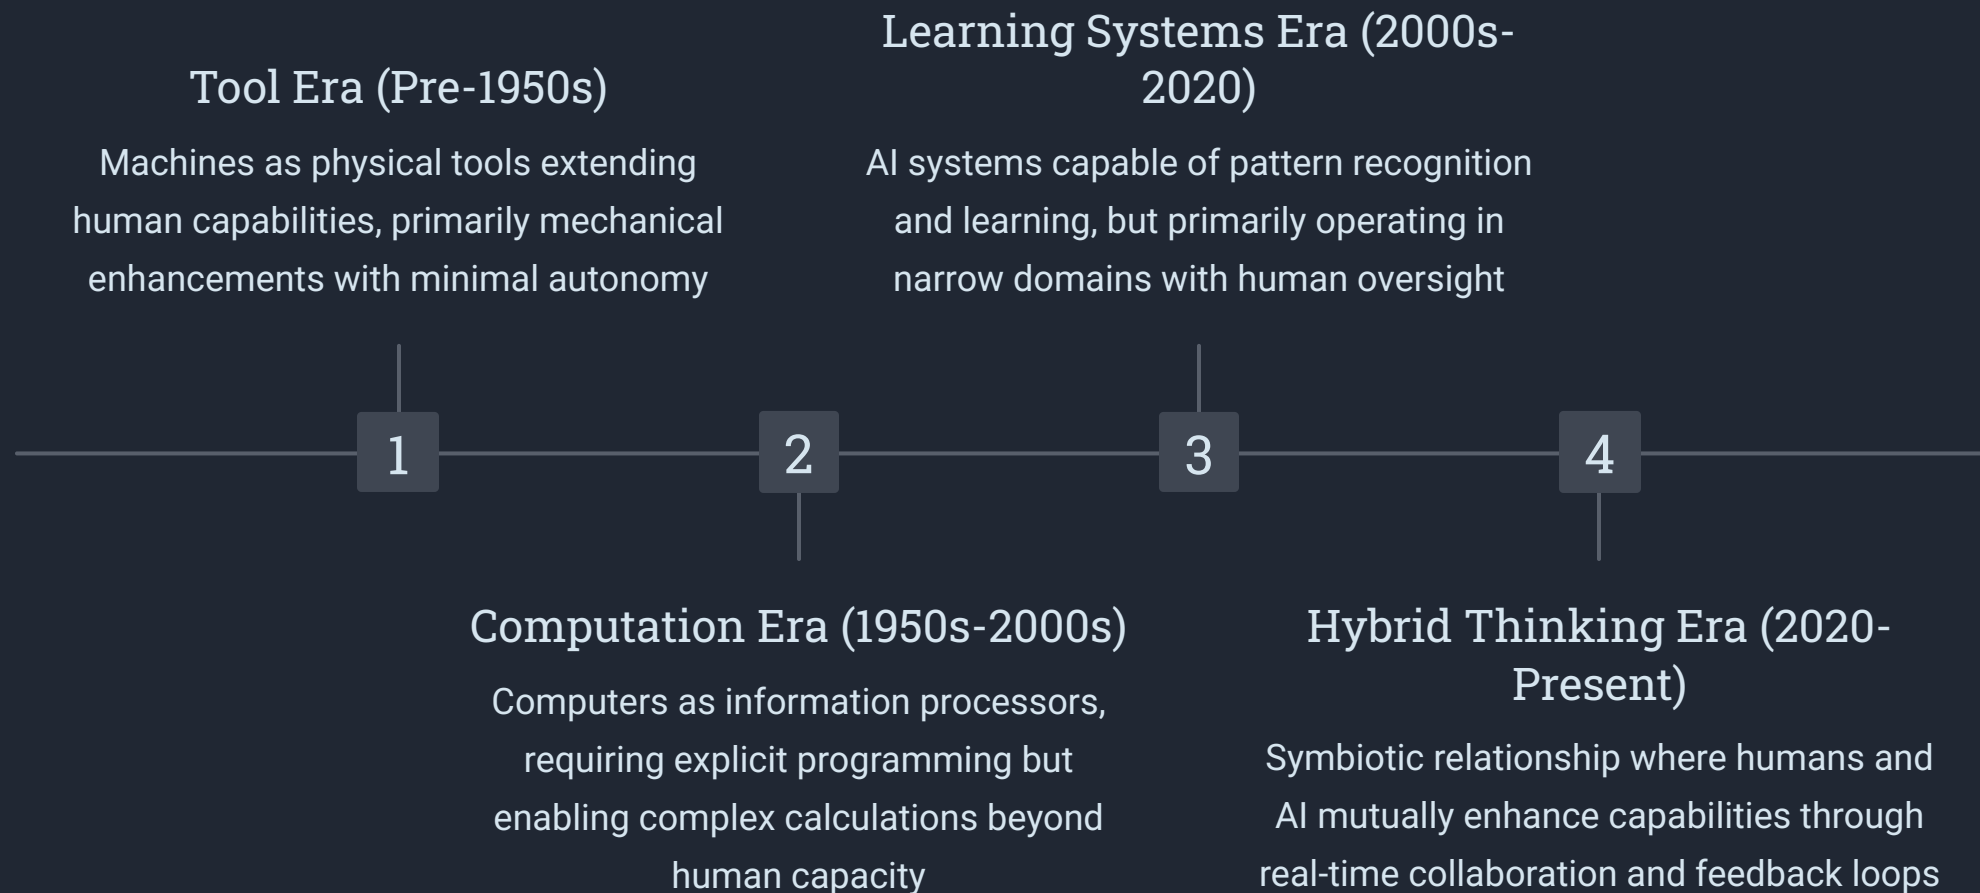 Tool Era (Pre-1950s)
Machines as physical tools extending
human capabilities, primarily mechanical
enhancements with minimal autonomy
1
Computation Era (1950s-2000s)
Computers as information processors,
requiring explicit programming but
enabling complex calculations beyond
human capacity
2
Learning Systems Era (2000s-
2020)
AI systems capable of pattern recognition
and learning, but primarily operating in
narrow domains with human oversight
3
Hybrid Thinking Era (2020-
Present)
Symbiotic relationship where humans and
AI mutually enhance capabilities through
real-time collaboration and feedback loops
4